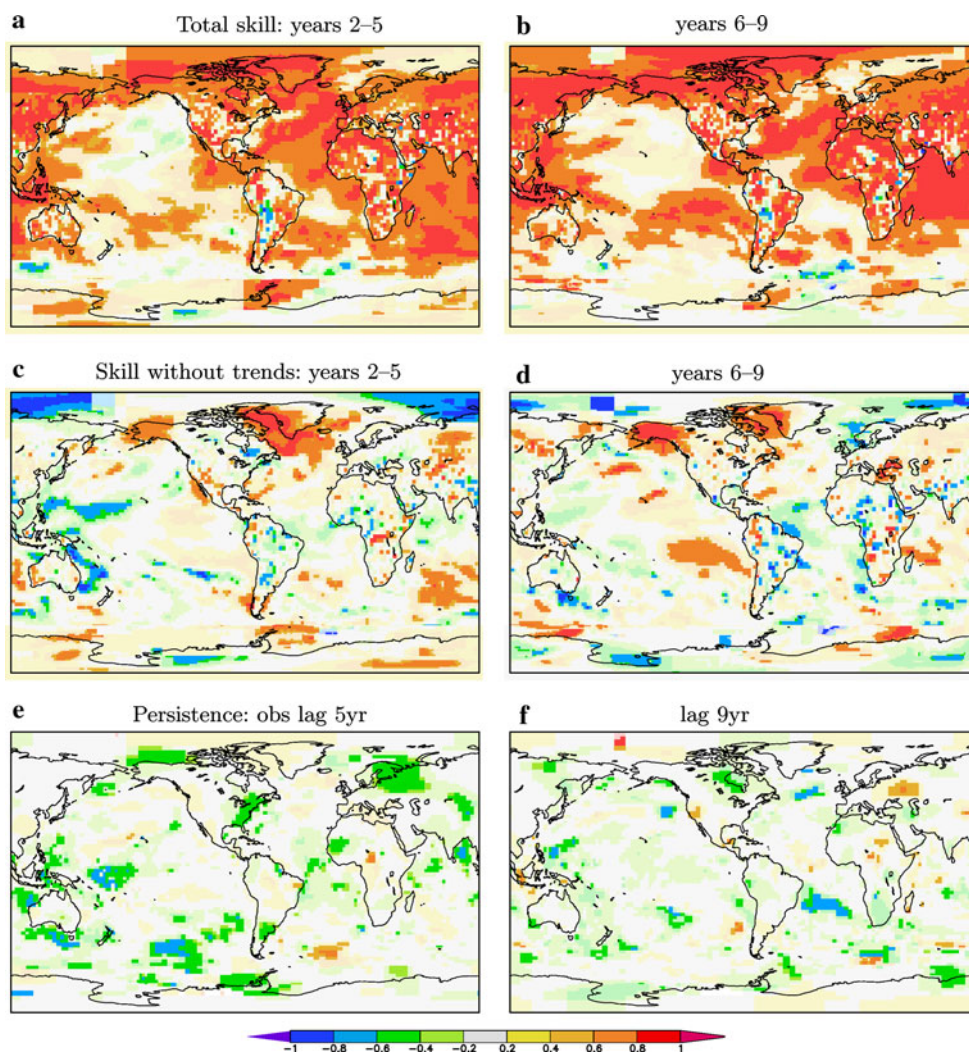 a Total skill: years 2–5
b years 6–9
c Skill without trends: years 2–5
d years 6–9
e Persistence: obs lag 5yr
f lag 9yr
-1 -0.8 -0.6 -0.4 -0.2 0.2 0.4 0.6 0.8 1